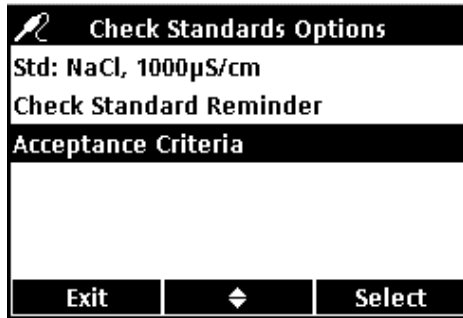 Check Standards Options
Std: NaCl, 1000µS/cm
Check Standard Reminder
Acceptance Criteria
Exit Select